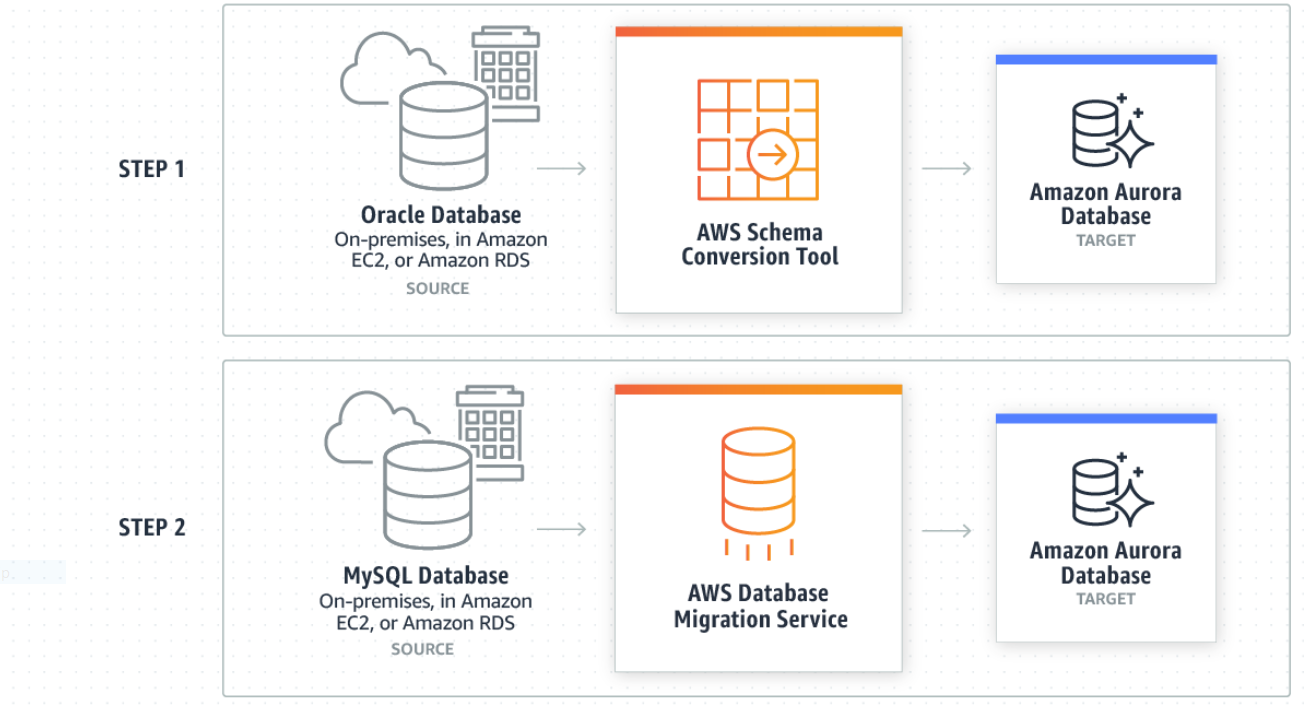 STEP 1
Oracle Database
On-premises, in Amazon
EC2, or Amazon RDS
SOURCE
AWS Schema
Conversion Tool
Amazon Aurora
Database
TARGET
STEP 2
MySQL Database
On-premises, in Amazon
EC2, or Amazon RDS
SOURCE
AWS Database
Migration Service
Amazon Aurora
Database
TARGET